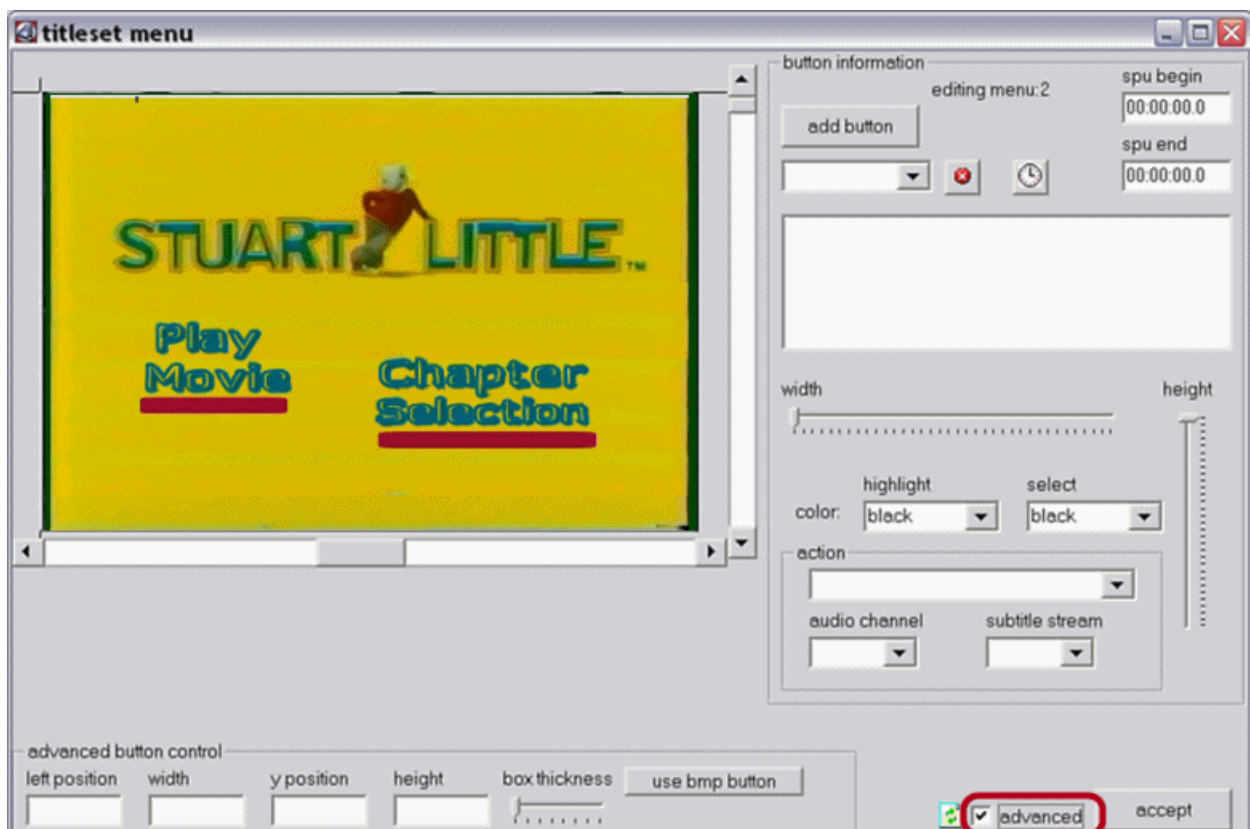 titleset menu
STUART LITTLE™
Play
Movie
Chapter
Selection
button information
editing menu:2
add button
spu begin
00:00:00.0
spu end
00:00:00.0
width
height
highlight
select
color:
black
black
action
audio channel
subtitle stream
advanced button control
left position
width
y position
height
box thickness
use bmp button
advanced
accept